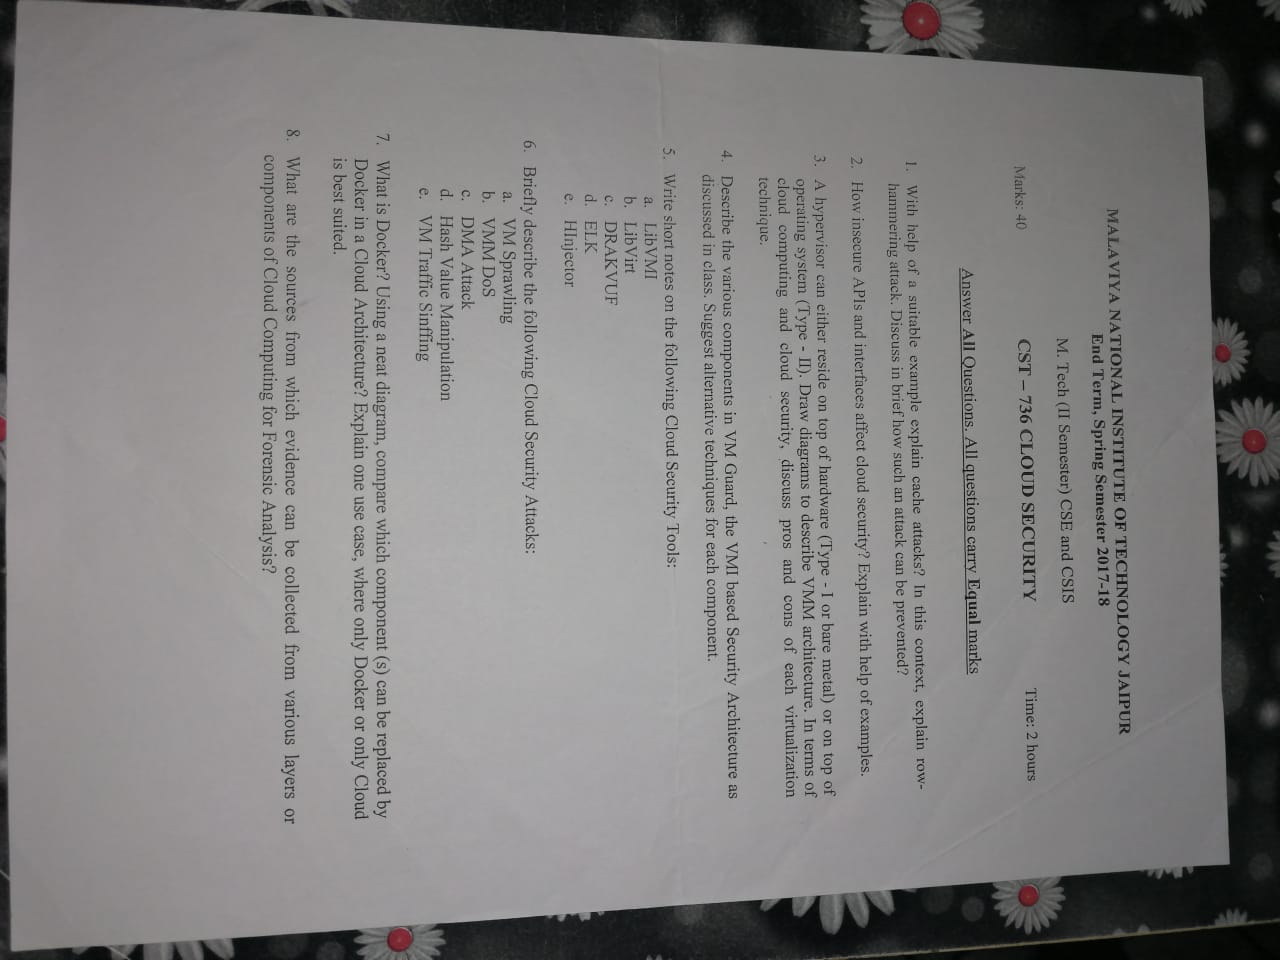 MALAVIYA NATIONAL INSTITUTE OF TECHNOLOGY JAIPUR
End Term, Spring Semester 2017-18
M. Tech (II Semester) CSE and CSIS
Marks: 40 CST – 736 CLOUD SECURITY Time: 2 hours
Answer All Questions. All questions carry Equal marks
1. With help of a suitable example explain cache attacks? In this context, explain row-
hammering attack. Discuss in brief how such an attack can be prevented?
2. How insecure APIs and interfaces affect cloud security? Explain with help of examples.
3. A hypervisor can either reside on top of hardware (Type - I or bare metal) or on top of
operating system (Type - II). Draw diagrams to describe VMM architecture. In terms of
cloud computing and cloud security, discuss pros and cons of each virtualization
technique.
4. Describe the various components in VM Guard, the VMI based Security Architecture as
discussed in class. Suggest alternative techniques for each component.
5. Write short notes on the following Cloud Security Tools:
a. LibVMI
b. LibVirt
c. DRAKVUF
d. ELK
e. HInjector
6. Briefly describe the following Cloud Security Attacks:
a. VM Sprawling
b. VMM DoS
c. DMA Attack
d. Hash Value Manipulation
e. VM Traffic Sinffing
7. What is Docker? Using a neat diagram, compare which component (s) can be replaced by
Docker in a Cloud Architecture? Explain one use case, where only Docker or only Cloud
is best suited.
8. What are the sources from which evidence can be collected from various layers or
components of Cloud Computing for Forensic Analysis?